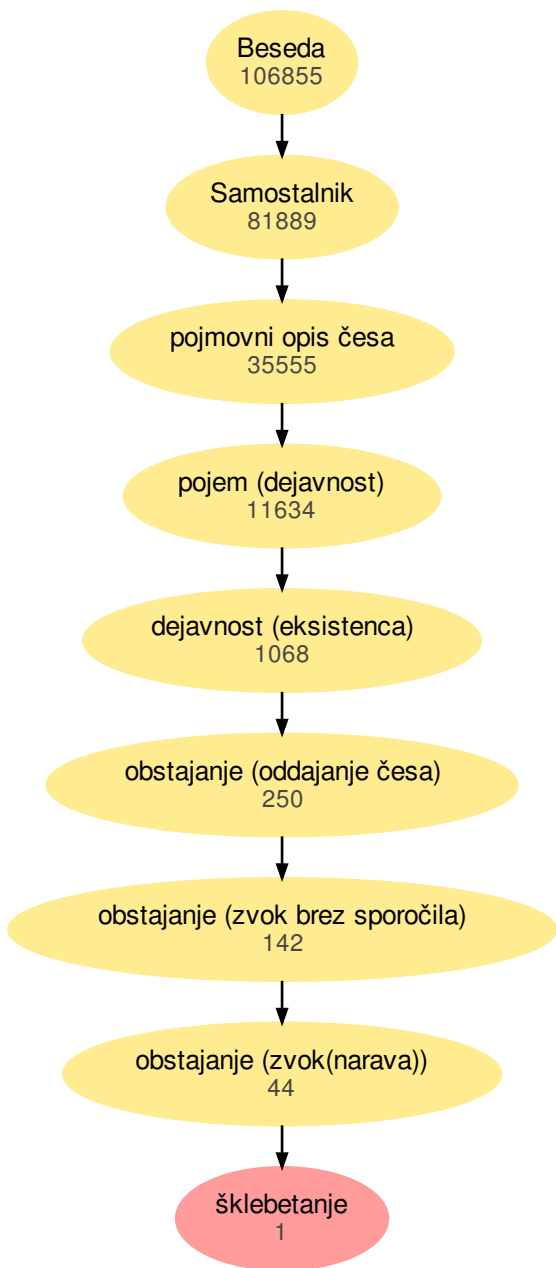 Beseda
106855
Samostalnik
81889
pojmovni opis česa
35555
pojem (dejavnost)
11634
dejavnost (eksistenca)
1068
obstajanje (oddajanje česa)
250
obstajanje (zvok brez sporočila)
142
obstajanje (zvok(narava))
44
šklebetanje
1